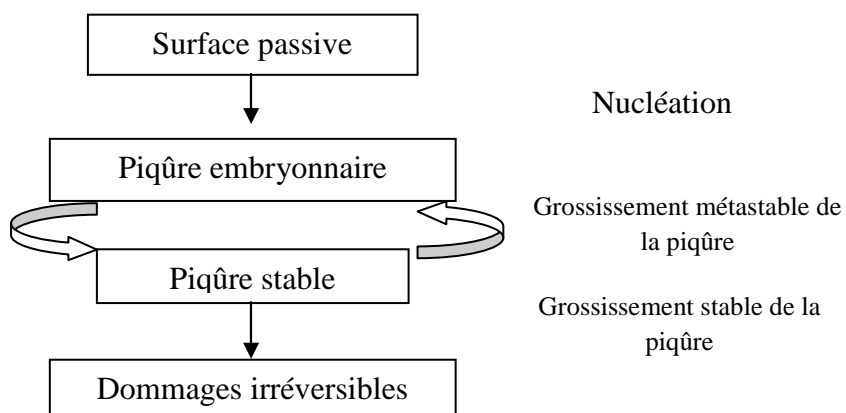 Surface passive
Nucléation
Piqûre embryonnaire
Grossissement métastable de
la piqûre
Piqûre stable
Grossissement stable de la
piqûre
Dommages irréversibles